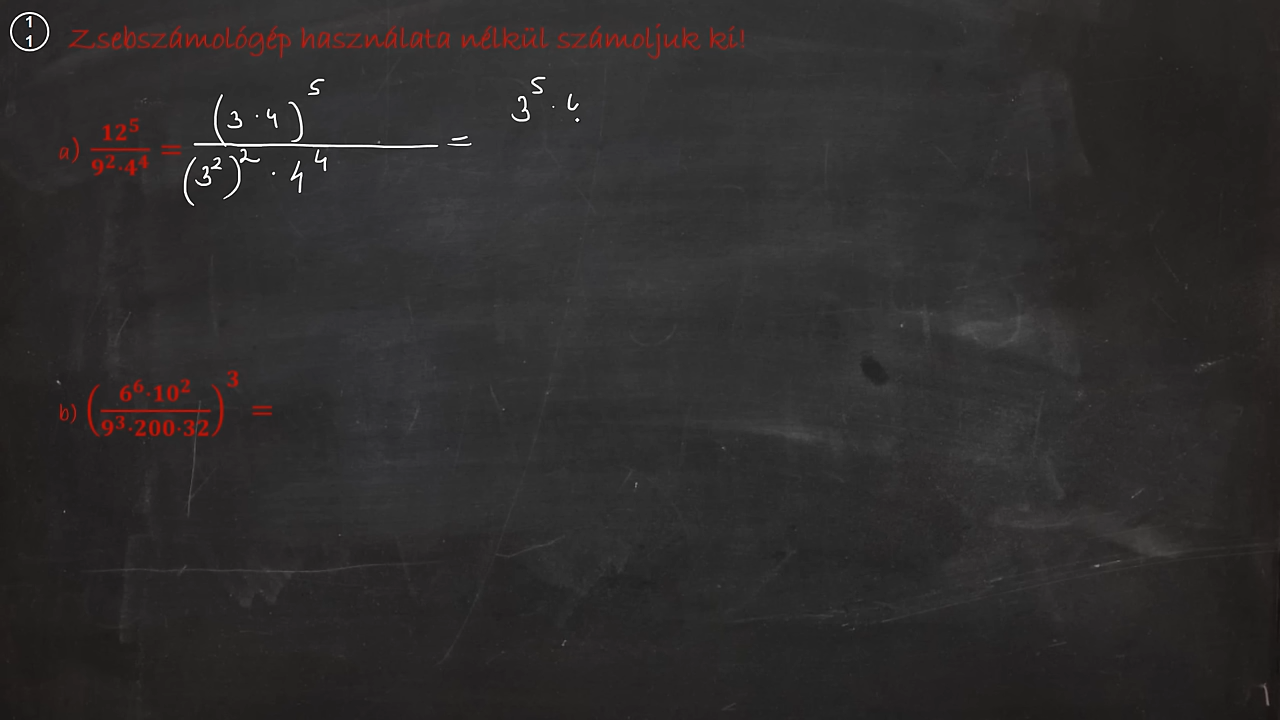 1
1
Zsebszámológép használata nélkül számoljuk ki!
a) 12⁵/(9²·4⁴) = (3·4)⁵/((3²)²·4⁴) = 3⁵·
b) ((6⁶·10²)/(9³·200·32))³ =
1